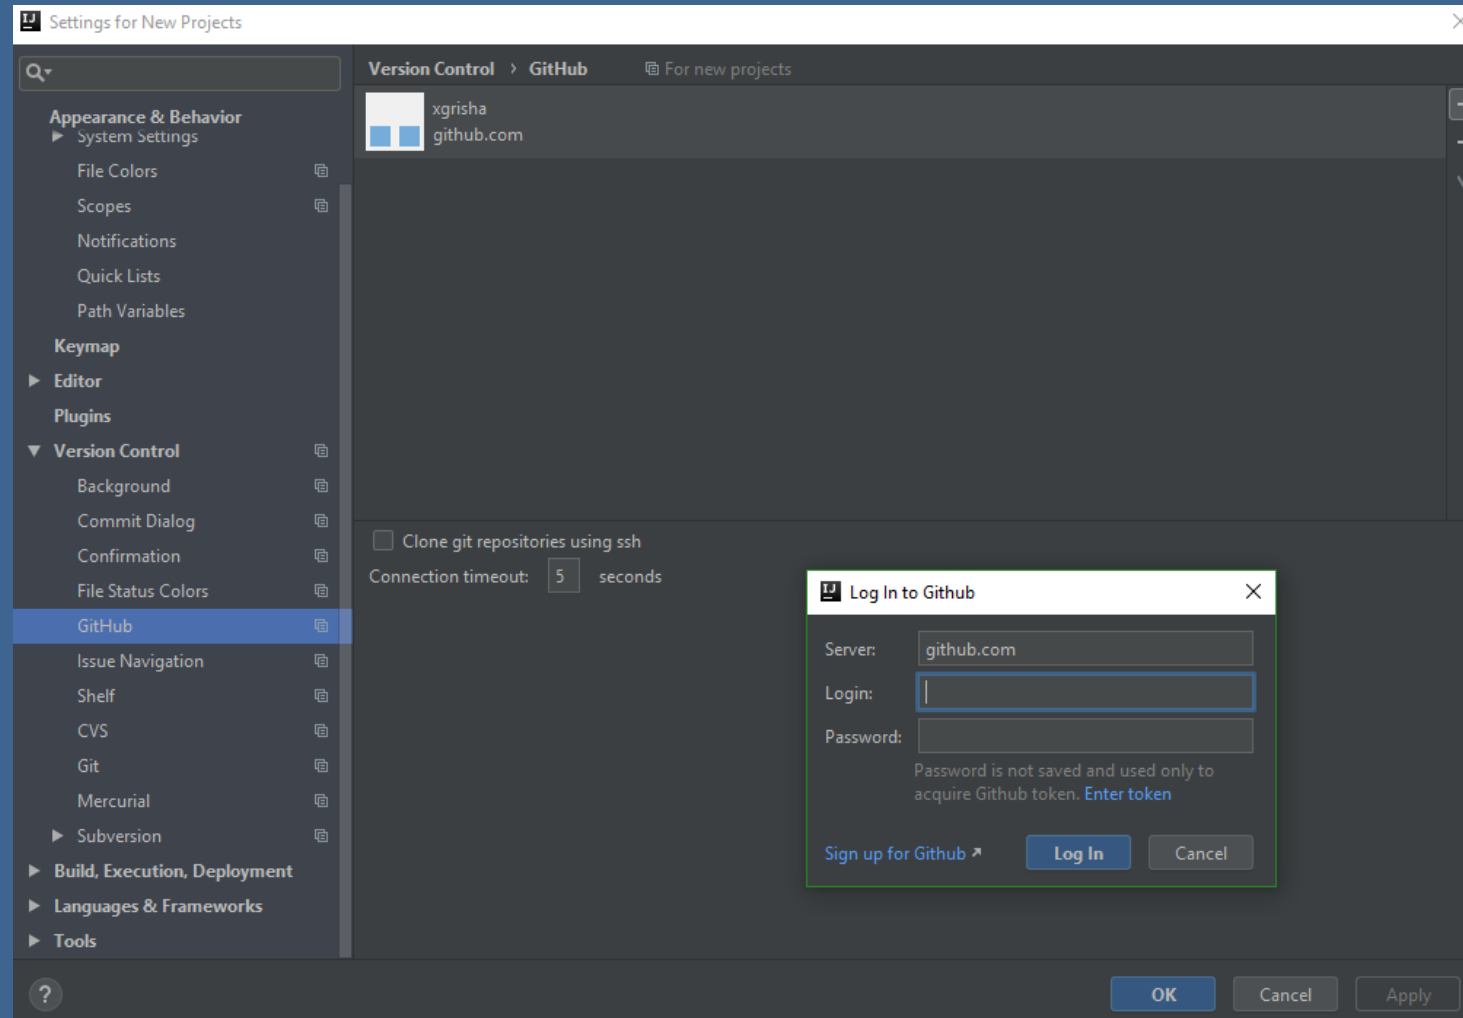 IJ Settings for New Projects
Version Control › GitHub For new projects
xgrisha
github.com
Appearance & Behavior
System Settings
File Colors
Scopes
Notifications
Quick Lists
Path Variables
Keymap
Editor
Plugins
Version Control
Background
Commit Dialog
Confirmation
File Status Colors
GitHub
Issue Navigation
Shelf
CVS
Git
Mercurial
Subversion
Build, Execution, Deployment
Languages & Frameworks
Tools
Clone git repositories using ssh
Connection timeout: 5 seconds
IJ Log In to Github
Server: github.com
Login:
Password:
Password is not saved and used only to
acquire Github token. Enter token
Sign up for Github Log In Cancel
? OK Cancel Apply